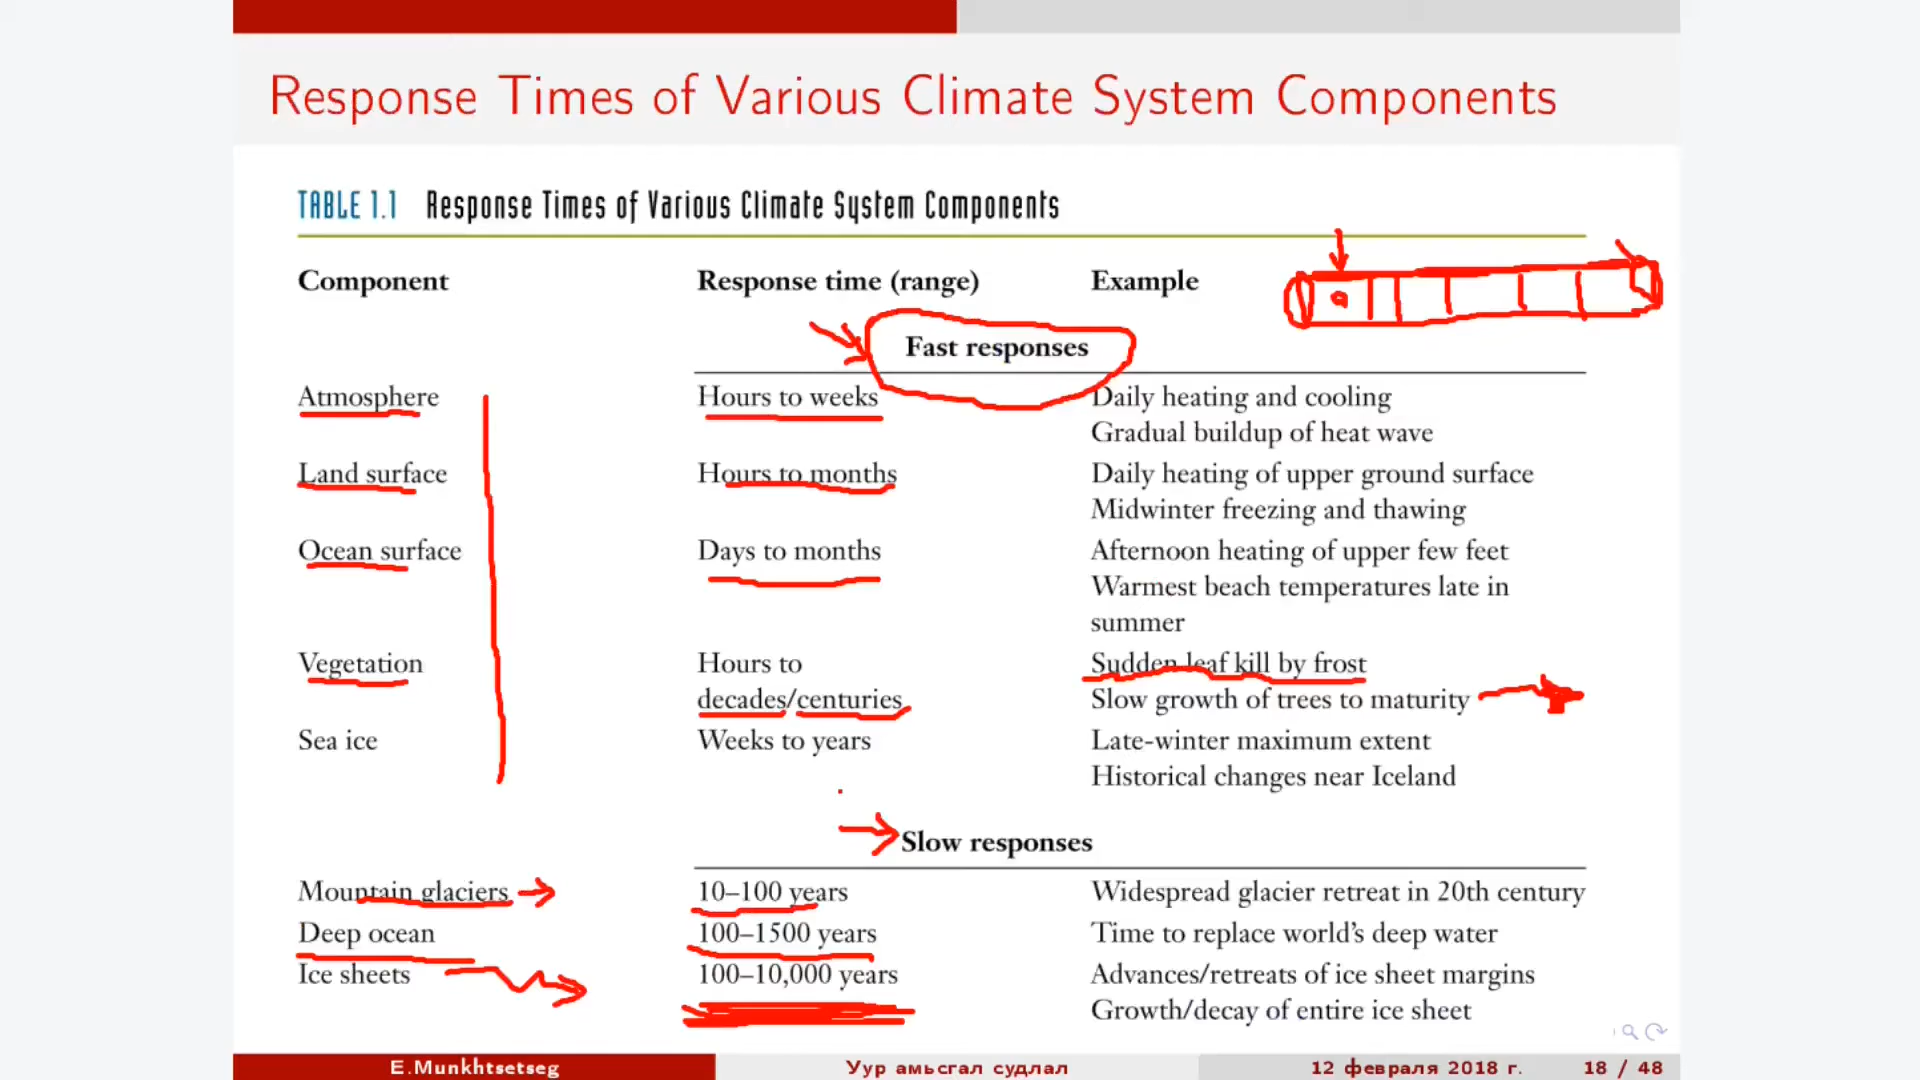 Response Times of Various Climate System Components
TABLE 1.1 Response Times of Various Climate System Components
Component Response time (range) Example
Fast responses
Atmosphere Hours to weeks Daily heating and cooling
Gradual buildup of heat wave
Land surface Hours to months Daily heating of upper ground surface
Midwinter freezing and thawing
Ocean surface Days to months Afternoon heating of upper few feet
Warmest beach temperatures late in
summer
Vegetation Hours to Sudden leaf kill by frost
decades/centuries Slow growth of trees to maturity
Sea ice Weeks to years Late-winter maximum extent
Historical changes near Iceland
Slow responses
Mountain glaciers 10–100 years Widespread glacier retreat in 20th century
Deep ocean 100–1500 years Time to replace world's deep water
Ice sheets 100–10,000 years Advances/retreats of ice sheet margins
Growth/decay of entire ice sheet
E.Munkhtsetseg Уур амьсгал судлал 12 февраля 2018 г. 18 / 48